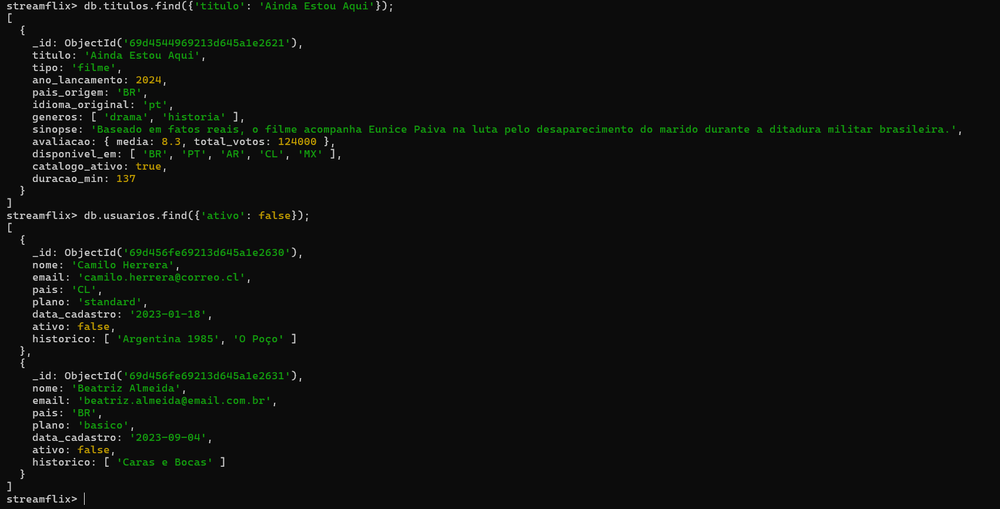 streamflix> db.titulos.find({'titulo': 'Ainda Estou Aqui'});
[
  {
    _id: ObjectId('69d4544969213d645a1e2621'),
    titulo: 'Ainda Estou Aqui',
    tipo: 'filme',
    ano_lancamento: 2024,
    pais_origem: 'BR',
    idioma_original: 'pt',
    generos: [ 'drama', 'historia' ],
    sinopse: 'Baseado em fatos reais, o filme acompanha Eunice Paiva na luta pelo desaparecimento do marido durante a ditadura militar brasileira.',
    avaliacao: { media: 8.3, total_votos: 124000 },
    disponivel_em: [ 'BR', 'PT', 'AR', 'CL', 'MX' ],
    catalogo_ativo: true,
    duracao_min: 137
  }
]
streamflix> db.usuarios.find({'ativo': false});
[
  {
    _id: ObjectId('69d456fe69213d645a1e2630'),
    nome: 'Camilo Herrera',
    email: 'camilo.herrera@correo.cl',
    pais: 'CL',
    plano: 'standard',
    data_cadastro: '2023-01-18',
    ativo: false,
    historico: [ 'Argentina 1985', 'O Poço' ]
  },
  {
    _id: ObjectId('69d456fe69213d645a1e2631'),
    nome: 'Beatriz Almeida',
    email: 'beatriz.almeida@email.com.br',
    pais: 'BR',
    plano: 'basico',
    data_cadastro: '2023-09-04',
    ativo: false,
    historico: [ 'Caras e Bocas' ]
  }
]
streamflix>